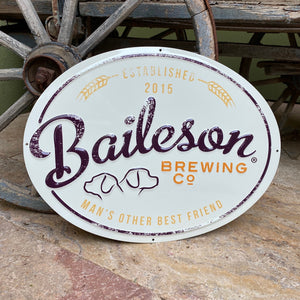 ESTABLISHED
2015
Baileson®
BREWING
CO
MAN'S OTHER BEST FRIEND